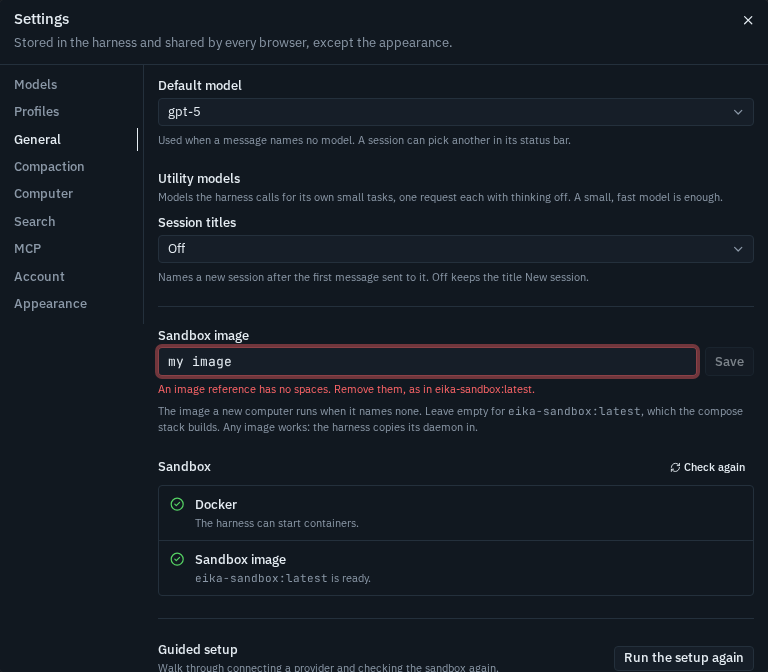 Settings
Stored in the harness and shared by every browser, except the appearance.
Models
Profiles
General
Compaction
Computer
Search
MCP
Account
Appearance
Default model
gpt-5
Used when a message names no model. A session can pick another in its status bar.
Utility models
Models the harness calls for its own small tasks, one request each with thinking off. A small, fast model is enough.
Session titles
Off
Names a new session after the first message sent to it. Off keeps the title New session.
Sandbox image
my image
Save
An image reference has no spaces. Remove them, as in eika-sandbox:latest.
The image a new computer runs when it names none. Leave empty for eika-sandbox:latest, which the compose
stack builds. Any image works: the harness copies its daemon in.
Sandbox
Check again
Docker
The harness can start containers.
Sandbox image
eika-sandbox:latest is ready.
Guided setup
Walk through connecting a provider and checking the sandbox again.
Run the setup again